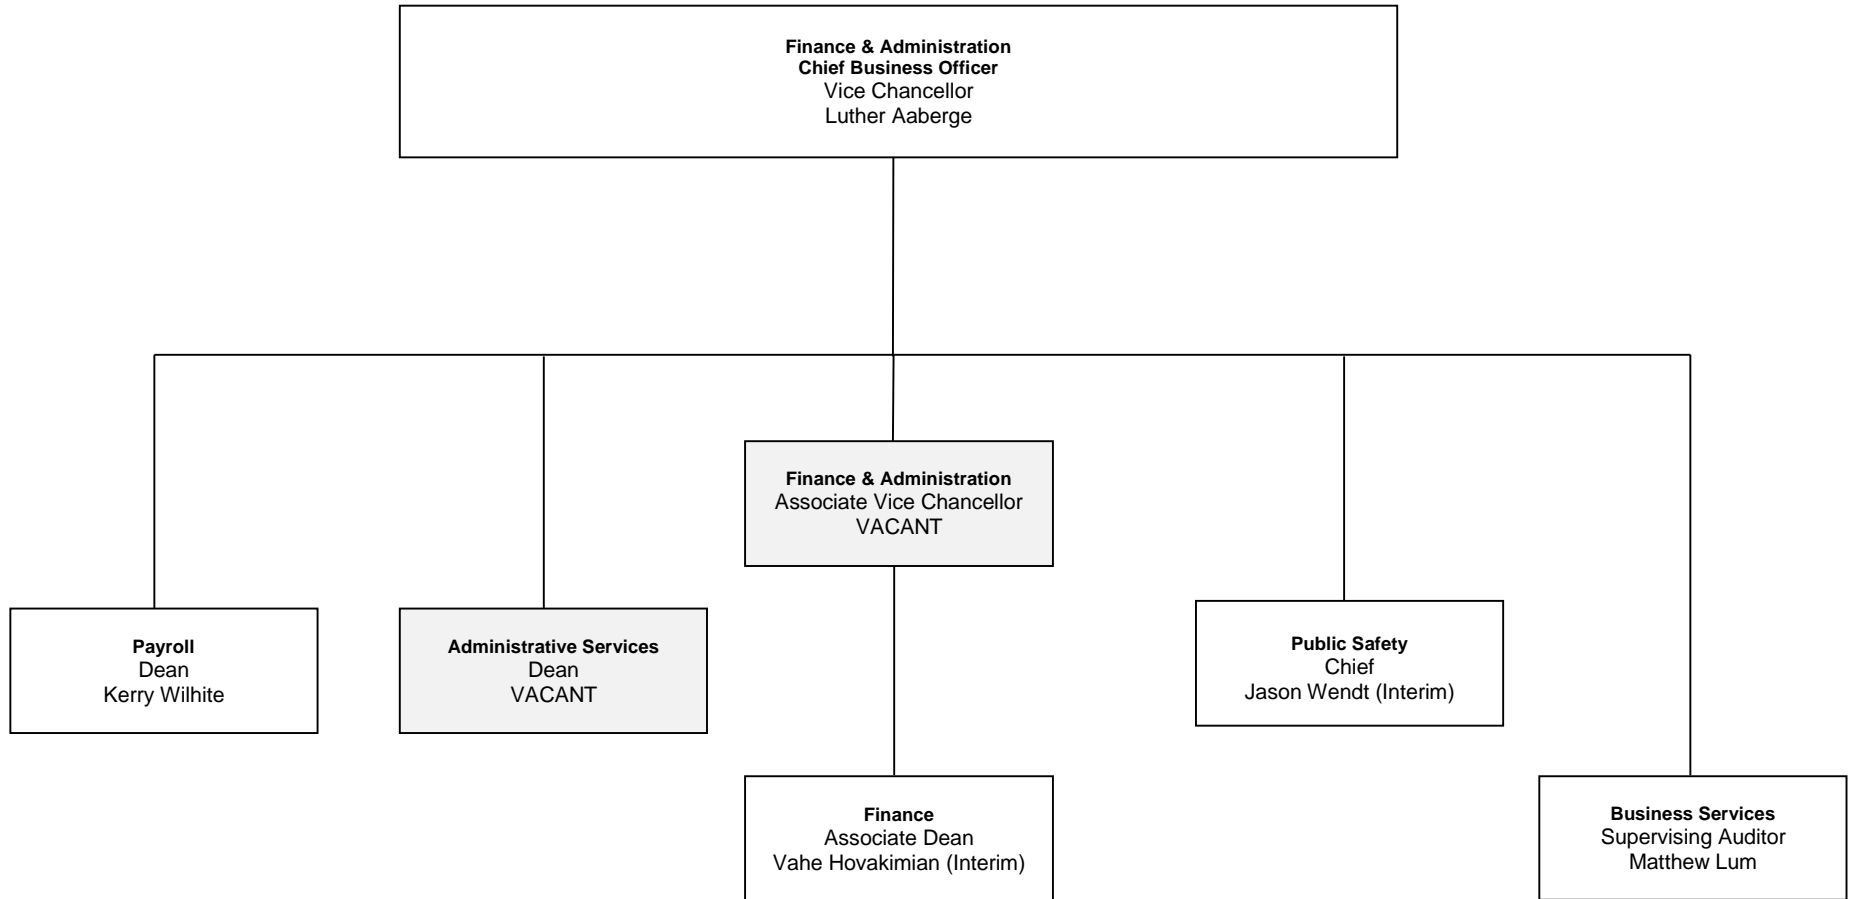 Finance & Administration
Chief Business Officer
Vice Chancellor
Luther Aaberge
Finance & Administration
Associate Vice Chancellor
VACANT
Payroll
Dean
Kerry Wilhite
Administrative Services
Dean
VACANT
Public Safety
Chief
Jason Wendt (Interim)
Finance
Associate Dean
Vahe Hovakimian (Interim)
Business Services
Supervising Auditor
Matthew Lum